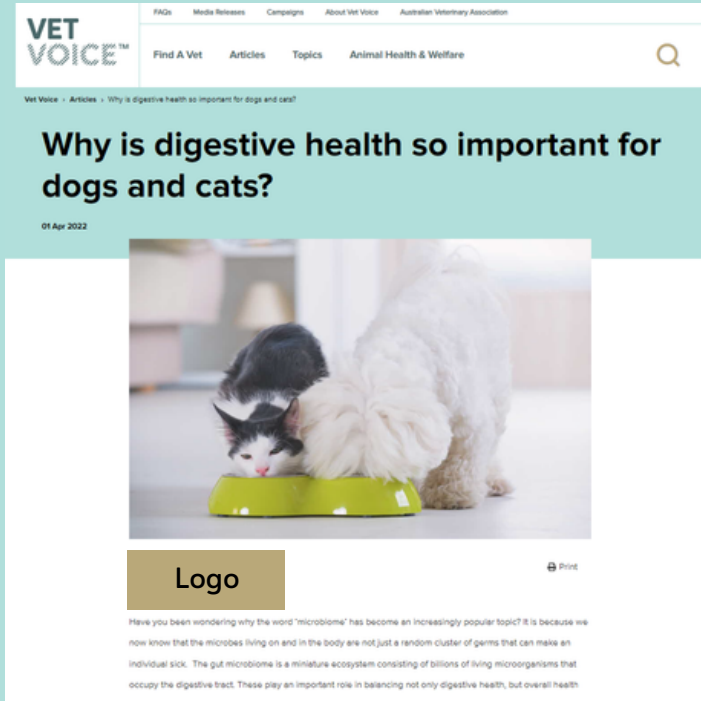 FAQs Media Releases Campaigns About Vet Voice Australian Veterinary Association
VET
VOICE™
Find A Vet Articles Topics Animal Health & Welfare
Vet Voice › Articles › Why is digestive health so important for dogs and cats?
Why is digestive health so important for
dogs and cats?
01 Apr 2022
Logo
Print
Have you been wondering why the word 'microbiome' has become an increasingly popular topic? It is because we
now know that the microbes living on and in the body are not just a random cluster of germs that can make an
individual sick. The gut microbiome is a miniature ecosystem consisting of billions of living microorganisms that
occupy the digestive tract. These play an important role in balancing not only digestive health, but overall health